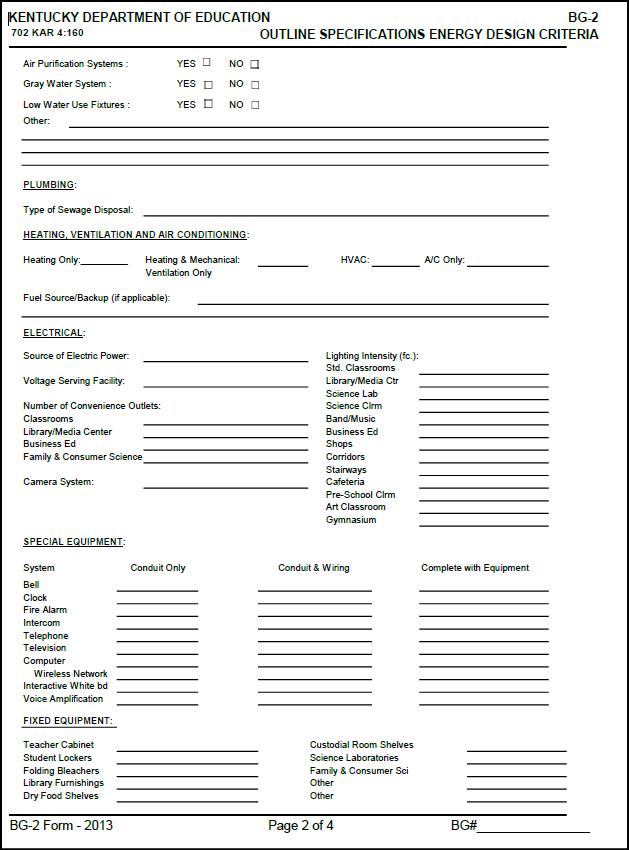 KENTUCKY DEPARTMENT OF EDUCATION BG-2
702 KAR 4:160 OUTLINE SPECIFICATIONS ENERGY DESIGN CRITERIA
Air Purification Systems : YES NO
Gray Water System : YES NO
Low Water Use Fixtures : YES NO
Other:
PLUMBING:
Type of Sewage Disposal:
HEATING, VENTILATION AND AIR CONDITIONING:
Heating Only: Heating & Mechanical: HVAC: A/C Only:
Ventilation Only
Fuel Source/Backup (if applicable):
ELECTRICAL:
Source of Electric Power: Lighting Intensity (fc.):
Std. Classrooms
Voltage Serving Facility: Library/Media Ctr
Science Lab
Number of Convenience Outlets: Science Clrm
Classrooms Band/Music
Library/Media Center Business Ed
Business Ed Shops
Family & Consumer Science Corridors
Stairways
Camera System: Cafeteria
Pre-School Clrm
Art Classroom
Gymnasium
SPECIAL EQUIPMENT:
System Conduit Only Conduit & Wiring Complete with Equipment
Bell
Clock
Fire Alarm
Intercom
Telephone
Television
Computer
Wireless Network
Interactive White bd
Voice Amplification
FIXED EQUIPMENT:
Teacher Cabinet Custodial Room Shelves
Student Lockers Science Laboratories
Folding Bleachers Family & Consumer Sci
Library Furnishings Other
Dry Food Shelves Other
BG-2 Form - 2013 Page 2 of 4 BG#